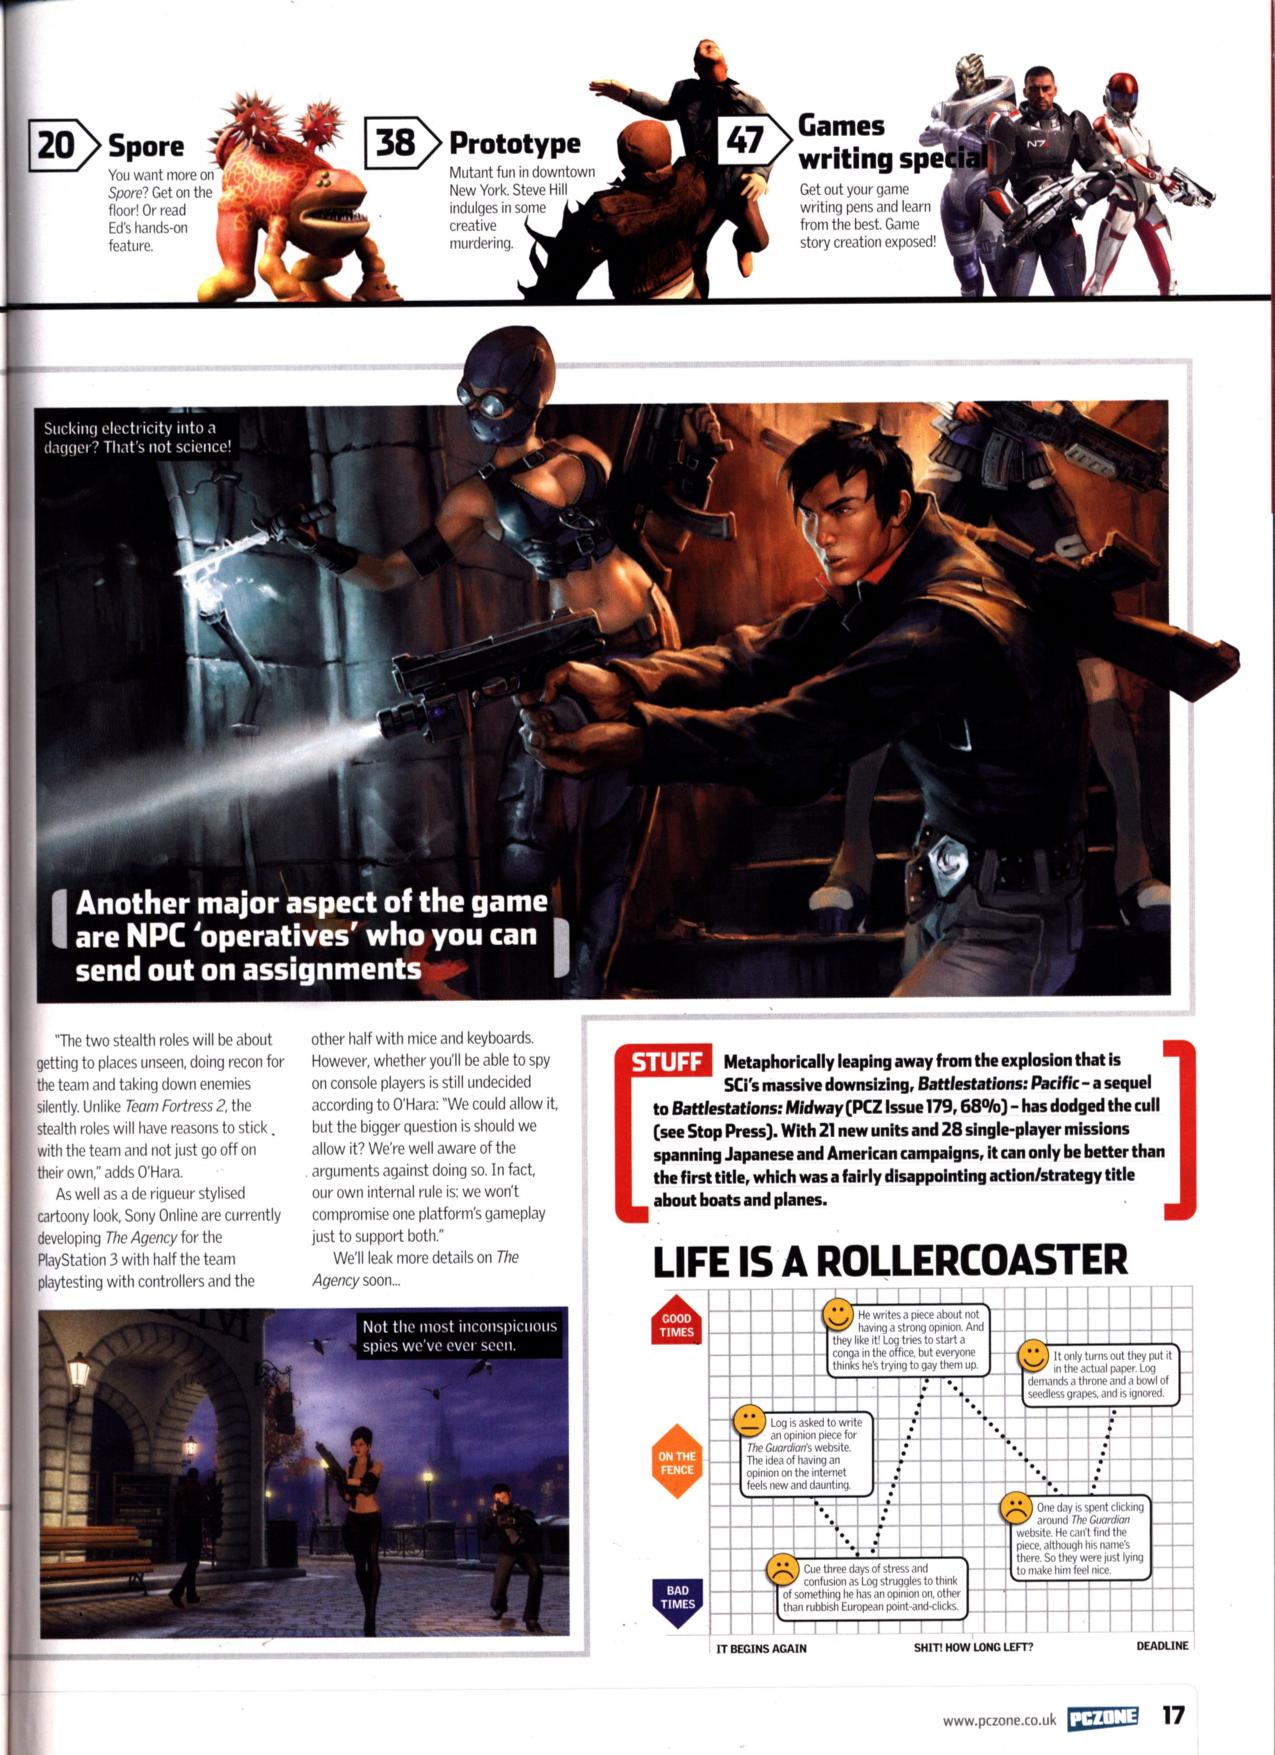 20
Spore
You want more on
Spore? Get on the
floor! Or read
Ed's hands-on
feature.
38
Prototype
Mutant fun in downtown
New York. Steve Hill
indulges in some
creative
murdering.
47
Games
writing special
Get out your game
writing pens and learn
from the best. Game
story creation exposed!
N7
Sucking electricity into a
dagger? That's not science!
Another major aspect of the game
are NPC 'operatives' who you can
send out on assignments
"The two stealth roles will be about
getting to places unseen, doing recon for
the team and taking down enemies
silently. Unlike Team Fortress 2, the
stealth roles will have reasons to stick
with the team and not just go off on
their own," adds O'Hara.
As well as a de rigueur stylised
cartoony look, Sony Online are currently
developing The Agency for the
PlayStation 3 with half the team
playtesting with controllers and the
other half with mice and keyboards.
However, whether you'll be able to spy
on console players is still undecided
according to O'Hara: "We could allow it,
but the bigger question is should we
allow it? We're well aware of the
arguments against doing so. In fact,
our own internal rule is: we won't
compromise one platform's gameplay
just to support both."
We'll leak more details on The
Agency soon...
Not the most inconspicuous
spies we've ever seen.
STUFF Metaphorically leaping away from the explosion that is
SCi's massive downsizing, Battlestations: Pacific – a sequel
to Battlestations: Midway (PCZ Issue 179, 68%) – has dodged the cull
(see Stop Press). With 21 new units and 28 single-player missions
spanning Japanese and American campaigns, it can only be better than
the first title, which was a fairly disappointing action/strategy title
about boats and planes.
LIFE IS A ROLLERCOASTER
GOOD
TIMES
He writes a piece about not
having a strong opinion. And
they like it! Log tries to start a
conga in the office, but everyone
thinks he's trying to gay them up.
It only turns out they put it
in the actual paper. Log
demands a throne and a bowl of
seedless grapes, and is ignored.
ON THE
FENCE
Log is asked to write
an opinion piece for
The Guardian's website.
The idea of having an
opinion on the internet
feels new and daunting.
One day is spent clicking
around The Guardian
website. He can't find the
piece, although his name's
there. So they were just lying
to make him feel nice.
BAD
TIMES
Cue three days of stress and
confusion as Log struggles to think
of something he has an opinion on, other
than rubbish European point-and-clicks.
IT BEGINS AGAIN
SHIT! HOW LONG LEFT?
DEADLINE
www.pczone.co.uk PCZONE 17